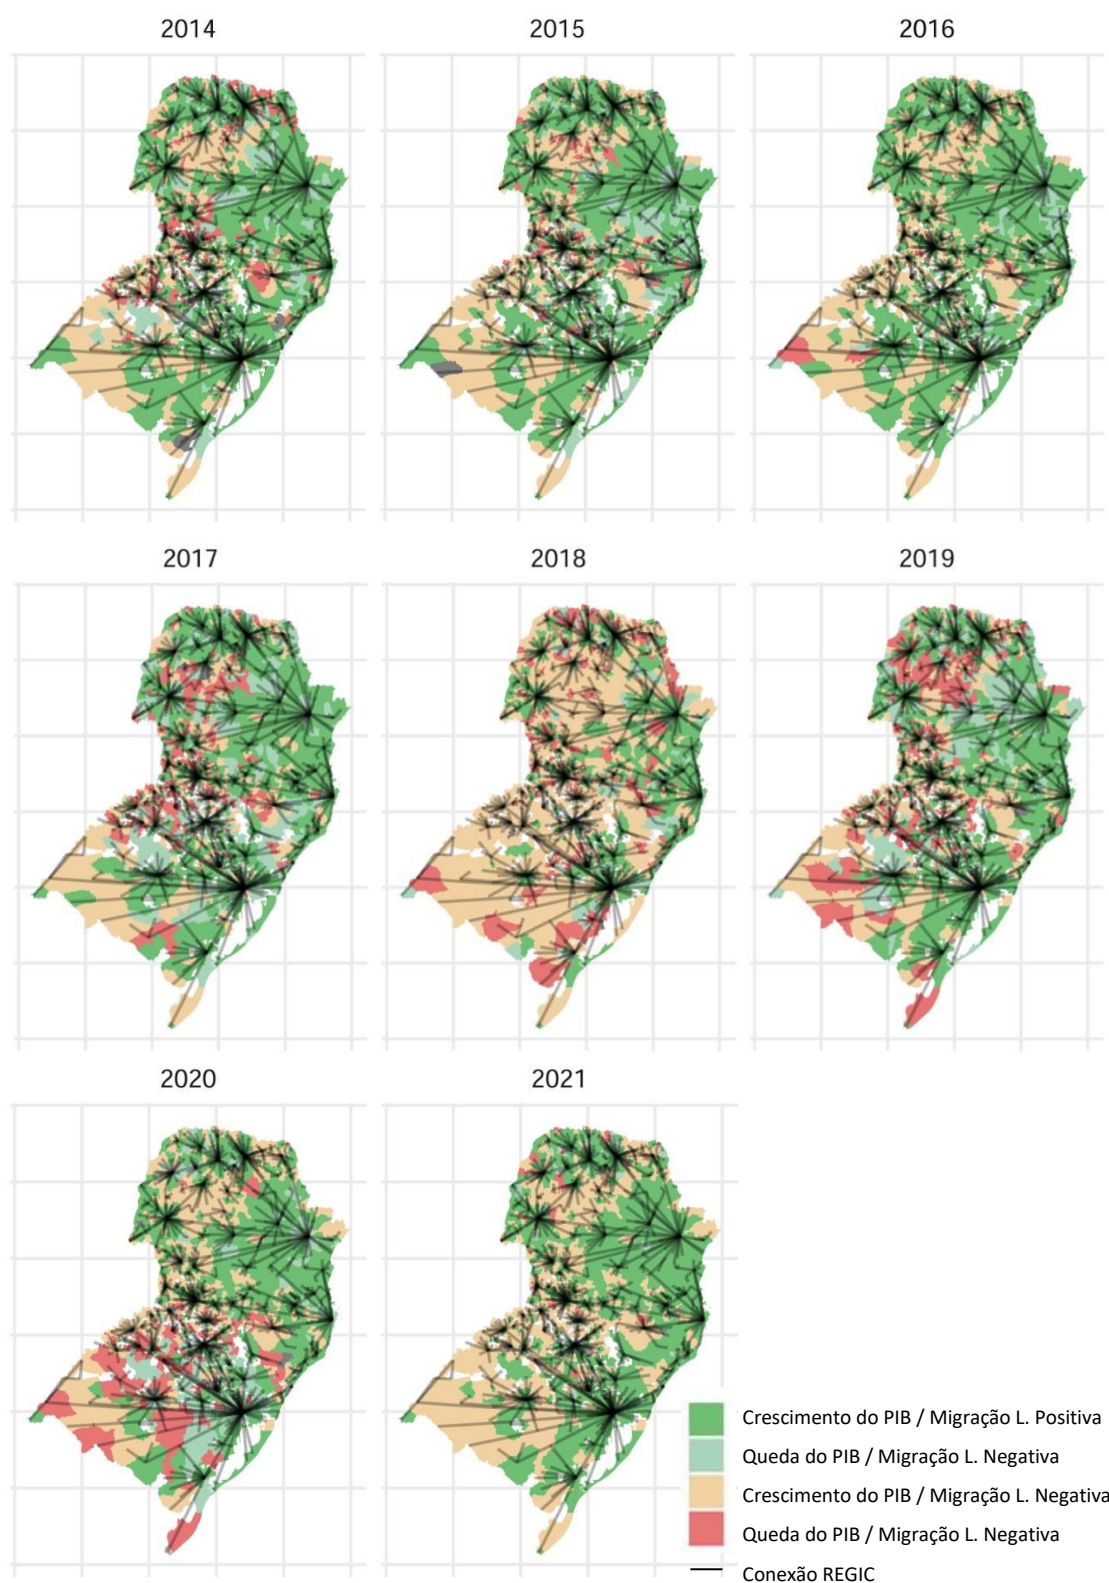 2014
2015
2016
2017
2018
2019
2020
2021
Crescimento do PIB / Migração L. Positiva
Queda do PIB / Migração L. Negativa
Crescimento do PIB / Migração L. Negativa
Queda do PIB / Migração L. Negativa
Conexão REGIC